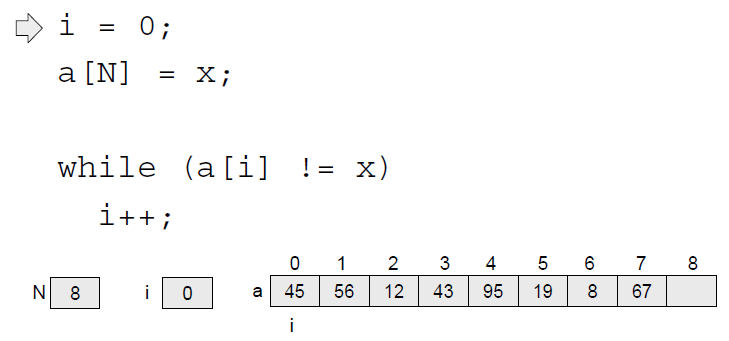 i = 0;
a[N] = x;
while (a[i] != x)
i++;
0 1 2 3 4 5 6 7 8
N 8 i 0 a 45 56 12 43 95 19 8 67
i